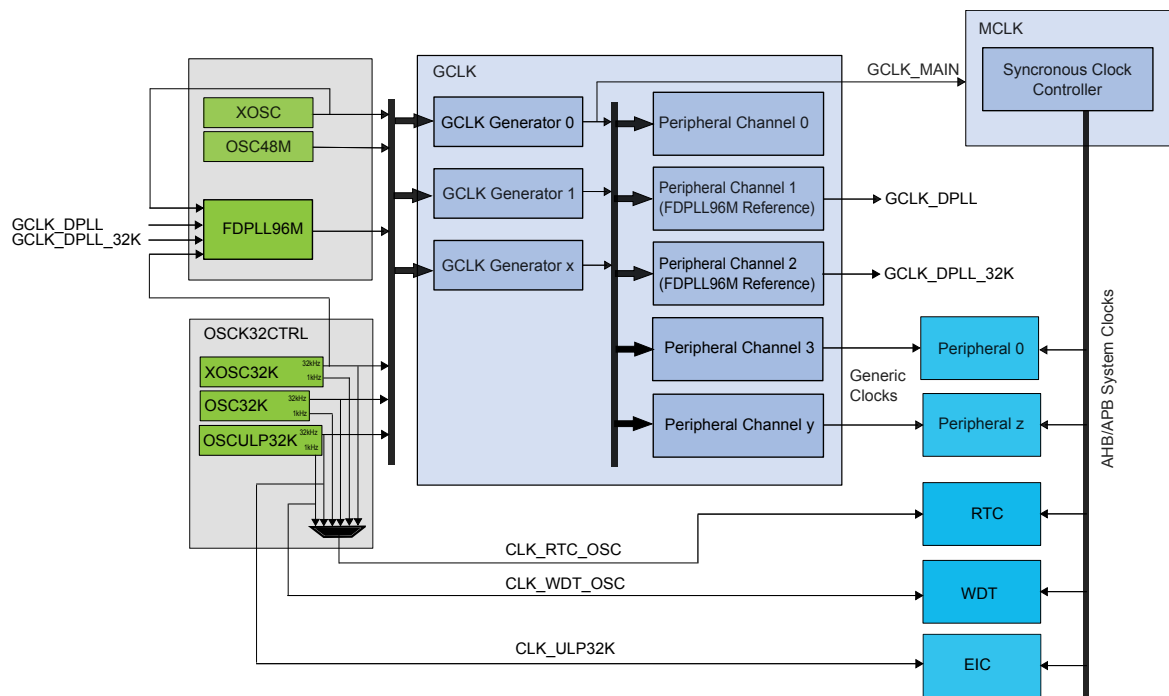 MCLK
Syncronous Clock
Controller
GCLK_MAIN
GCLK
GCLK Generator 0
GCLK Generator 1
GCLK Generator x
Peripheral Channel 0
Peripheral Channel 1
(FDPLL96M Reference)
Peripheral Channel 2
(FDPLL96M Reference)
Peripheral Channel 3
Peripheral Channel y
GCLK_DPLL
GCLK_DPLL_32K
XOSC
OSC48M
FDPLL96M
GCLK_DPLL
GCLK_DPLL_32K
OSCK32CTRL
XOSC32K
32kHz
1kHz
OSC32K
32kHz
1kHz
OSCULP32K
32kHz
1kHz
Generic
Clocks
Peripheral 0
Peripheral z
AHB/APB System Clocks
RTC
WDT
EIC
CLK_RTC_OSC
CLK_WDT_OSC
CLK_ULP32K